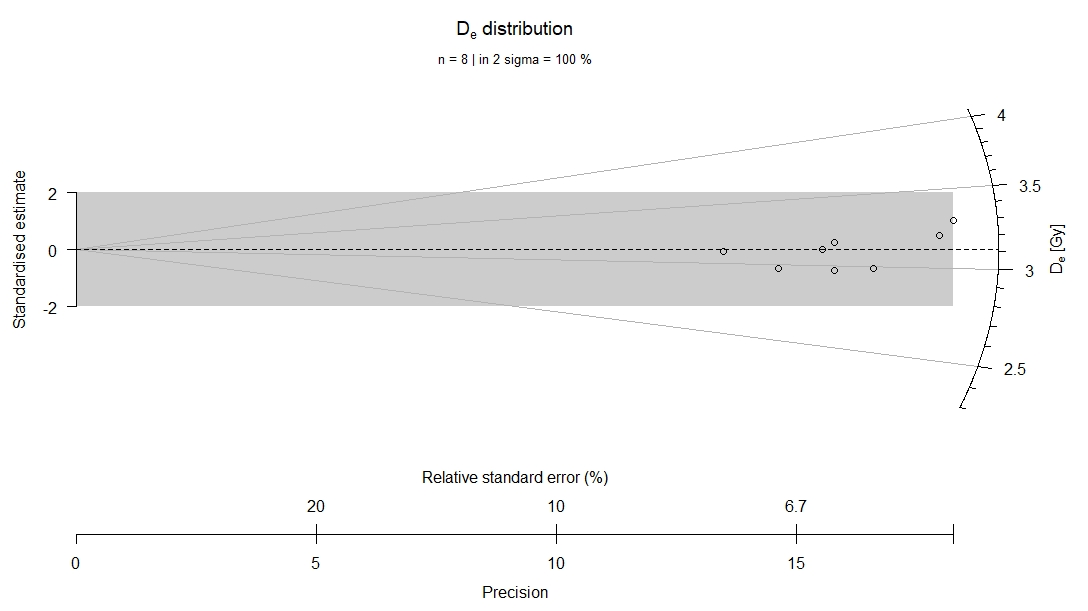 De distribution
n = 8 | in 2 sigma = 100 %
Standardised estimate
2
0
-2
4
3.5
3
2.5
De [Gy]
Relative standard error (%)
20 10 6.7
0 5 10 15
Precision